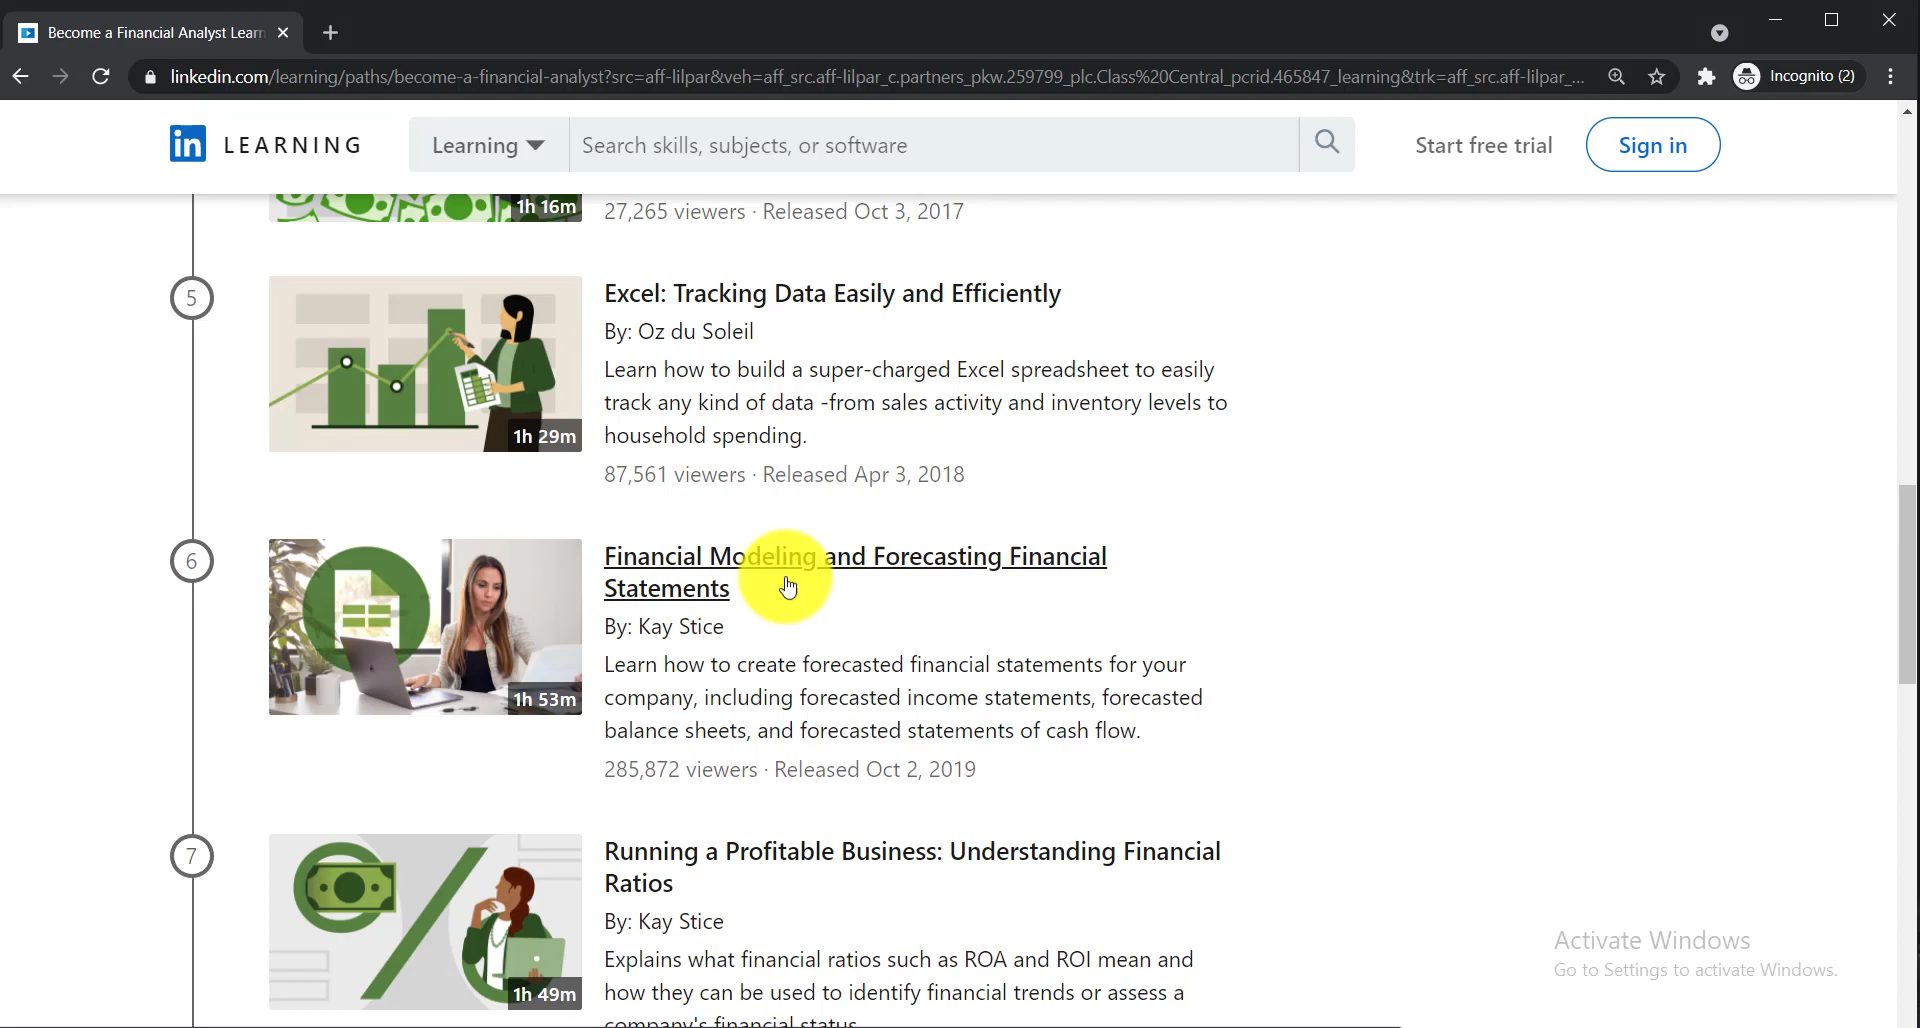 Become a Financial Analyst Learn
linkedin.com/learning/paths/become-a-financial-analyst?src=aff-lilpar&veh=aff_src.aff-lilpar_c.partners_pkw.259799_plc.Class%20Central_pcrid.465847_learning&trk=aff_src.aff-lilpar_...
Incognito (2)
in LEARNING
Learning
Search skills, subjects, or software
Start free trial
Sign in
1h 16m
27,265 viewers · Released Oct 3, 2017
5
Excel: Tracking Data Easily and Efficiently
By: Oz du Soleil
Learn how to build a super-charged Excel spreadsheet to easily
track any kind of data -from sales activity and inventory levels to
household spending.
1h 29m
87,561 viewers · Released Apr 3, 2018
6
Financial Modeling and Forecasting Financial
Statements
By: Kay Stice
Learn how to create forecasted financial statements for your
company, including forecasted income statements, forecasted
balance sheets, and forecasted statements of cash flow.
1h 53m
285,872 viewers · Released Oct 2, 2019
7
Running a Profitable Business: Understanding Financial
Ratios
By: Kay Stice
Explains what financial ratios such as ROA and ROI mean and
how they can be used to identify financial trends or assess a
company's financial status
1h 49m
Activate Windows
Go to Settings to activate Windows.